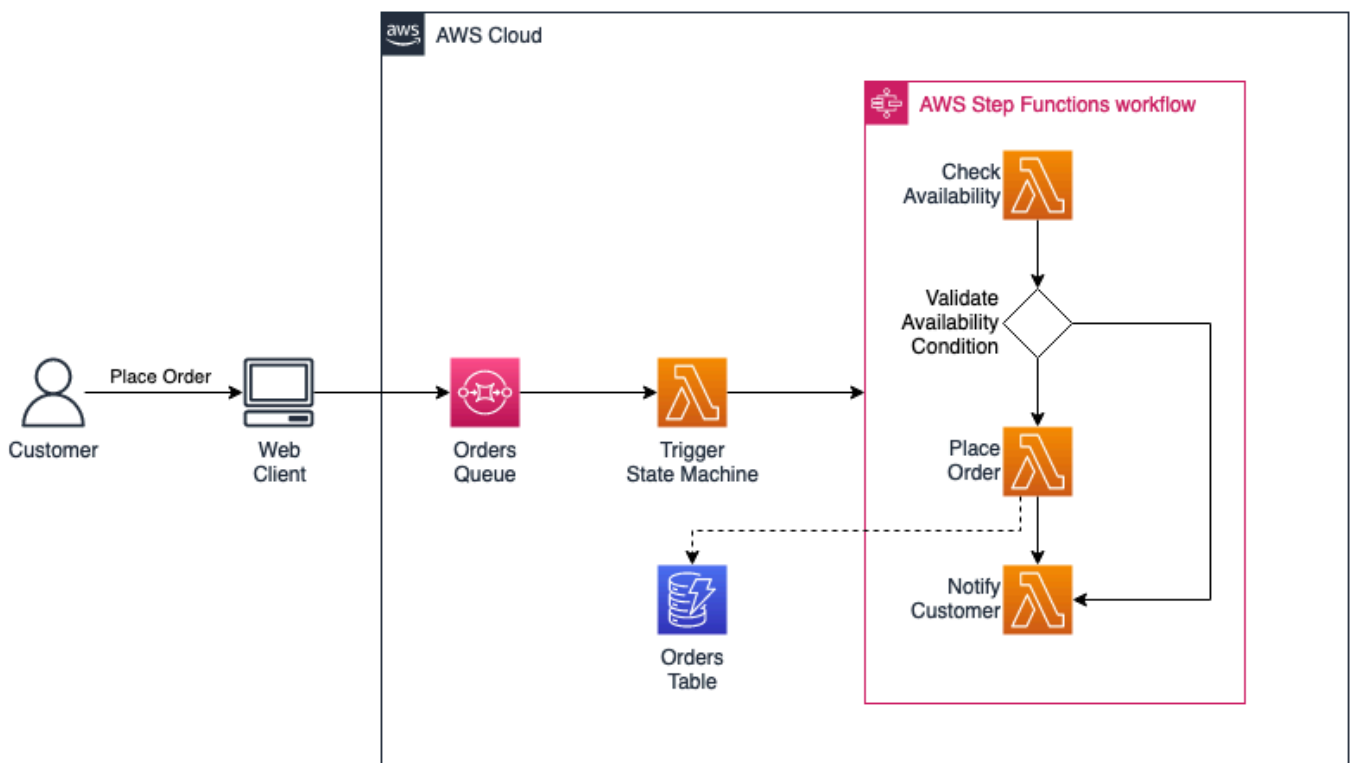 aws
AWS Cloud
AWS Step Functions workflow
Check
Availability
Validate
Availability
Condition
Place Order
Customer
Web
Client
Orders
Queue
Trigger
State Machine
Place
Order
Notify
Customer
Orders
Table